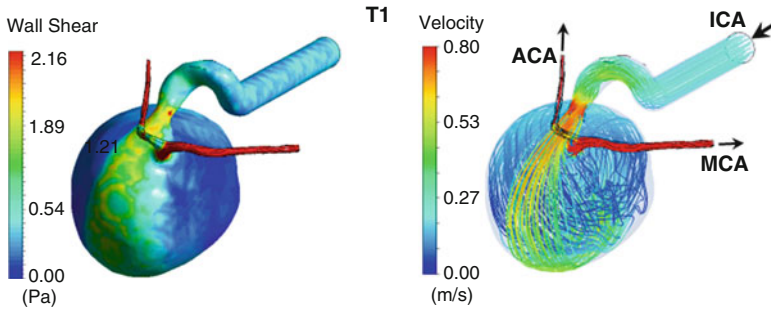 Wall Shear
2.16
1.89
1.21
0.54
0.00
(Pa)
T1
Velocity
0.80
0.53
0.27
0.00
(m/s)
ACA
ICA
MCA